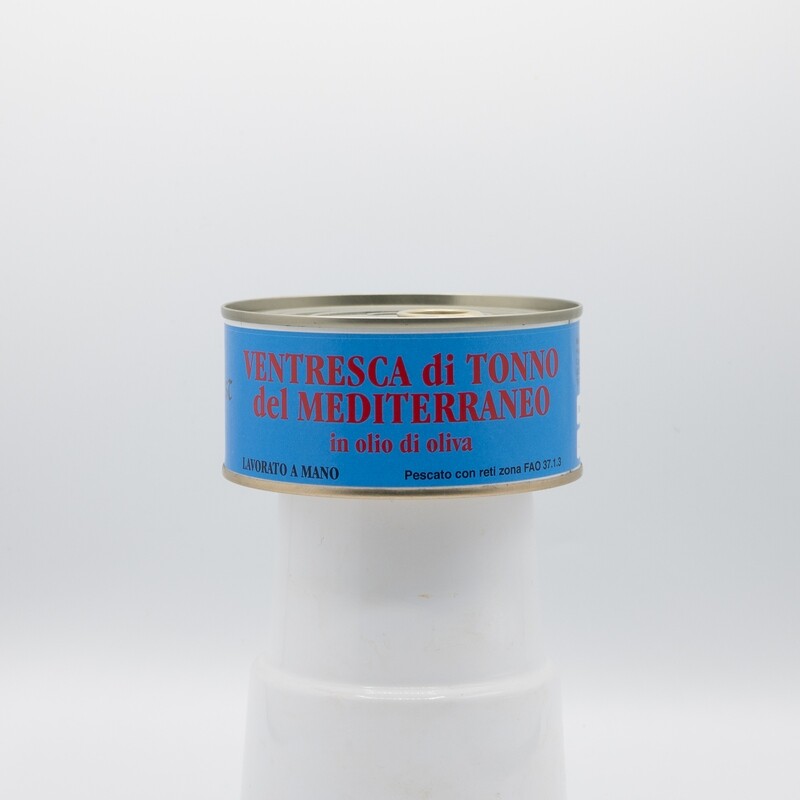 VENTRESCA di TONNO
del MEDITERRANEO
in olio di oliva
LAVORATO A MANO
Pescato con reti zona FAO 37.1.3